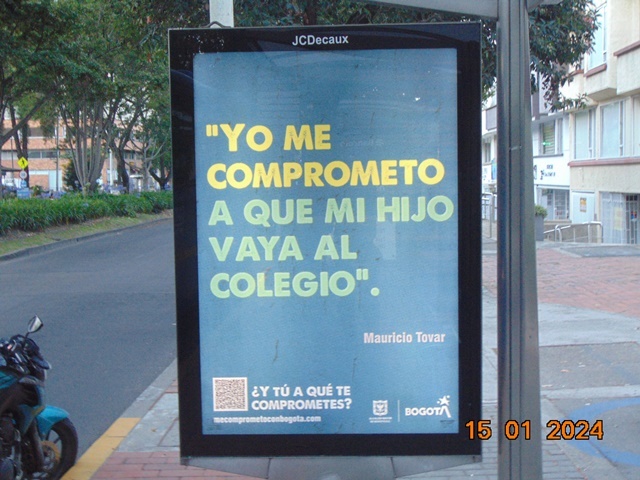 JCDecaux
"YO ME
COMPROMETO
A QUE MI HIJO
VAYA AL
COLEGIO".
Mauricio Tovar
¿Y TÚ A QUÉ TE
COMPROMETES?
mecomprometoconbogota.com
BOGOTÁ
15 01 2024